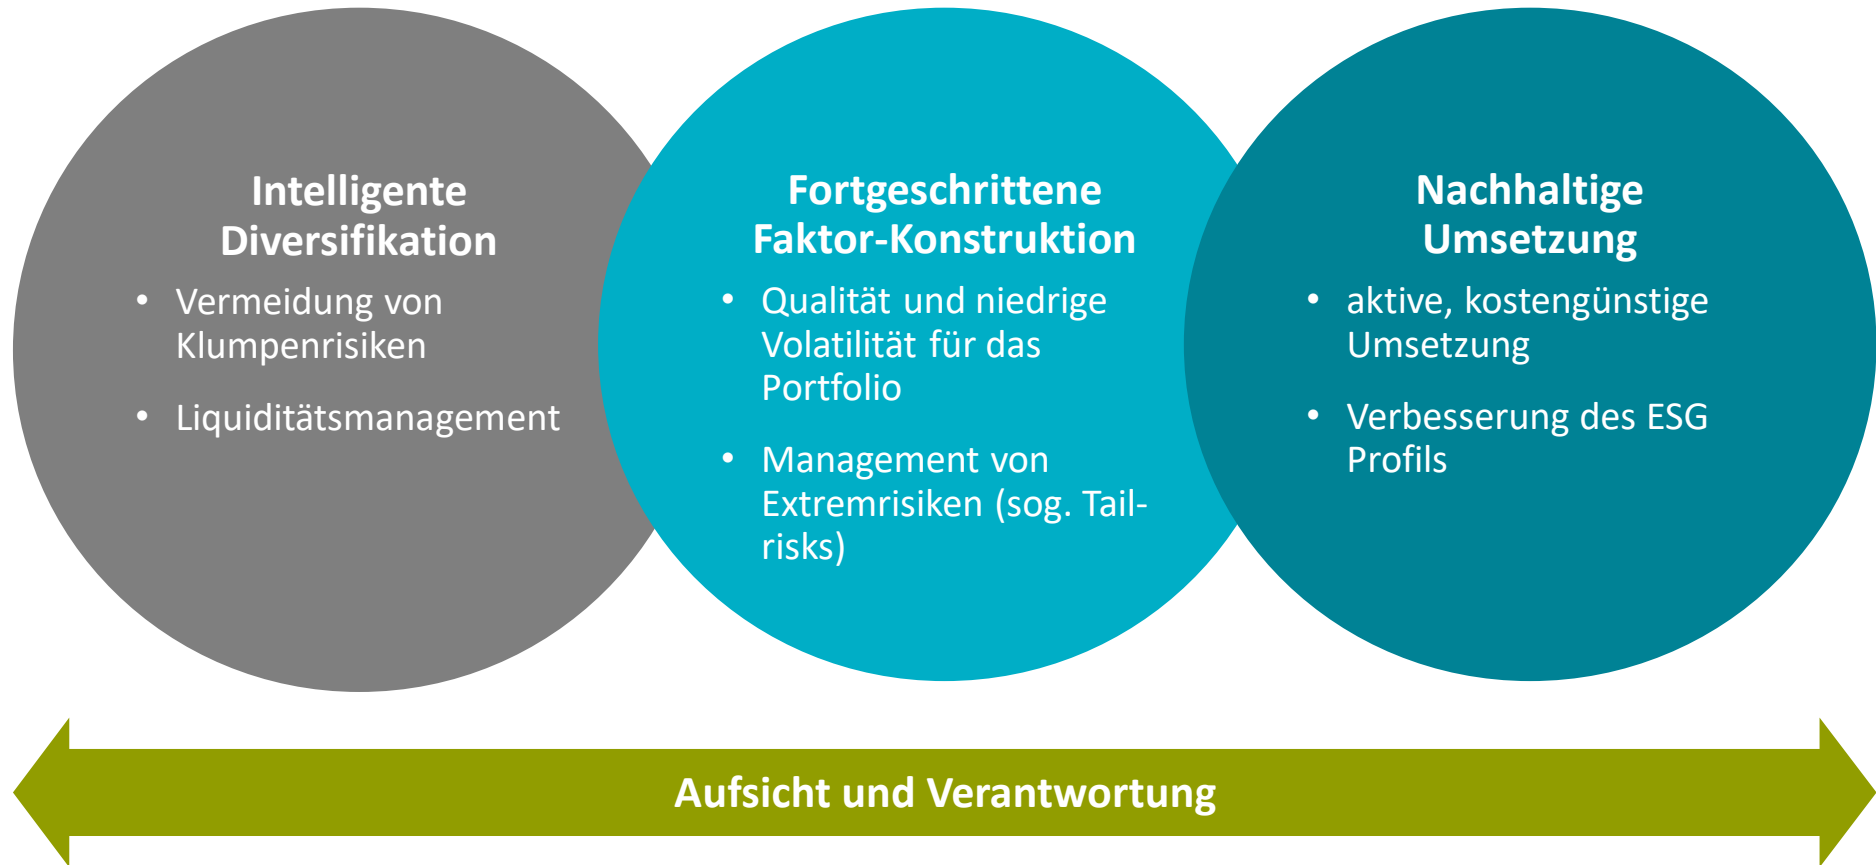 Intelligente
Diversifikation
• Vermeidung von
Klumpenrisiken
• Liquiditätsmanagement
Fortgeschrittene
Faktor-Konstruktion
• Qualität und niedrige
Volatilität für das
Portfolio
• Management von
Extremrisiken (sog. Tail-
risks)
Nachhaltige
Umsetzung
• aktive, kostengünstige
Umsetzung
• Verbesserung des ESG
Profils
Aufsicht und Verantwortung